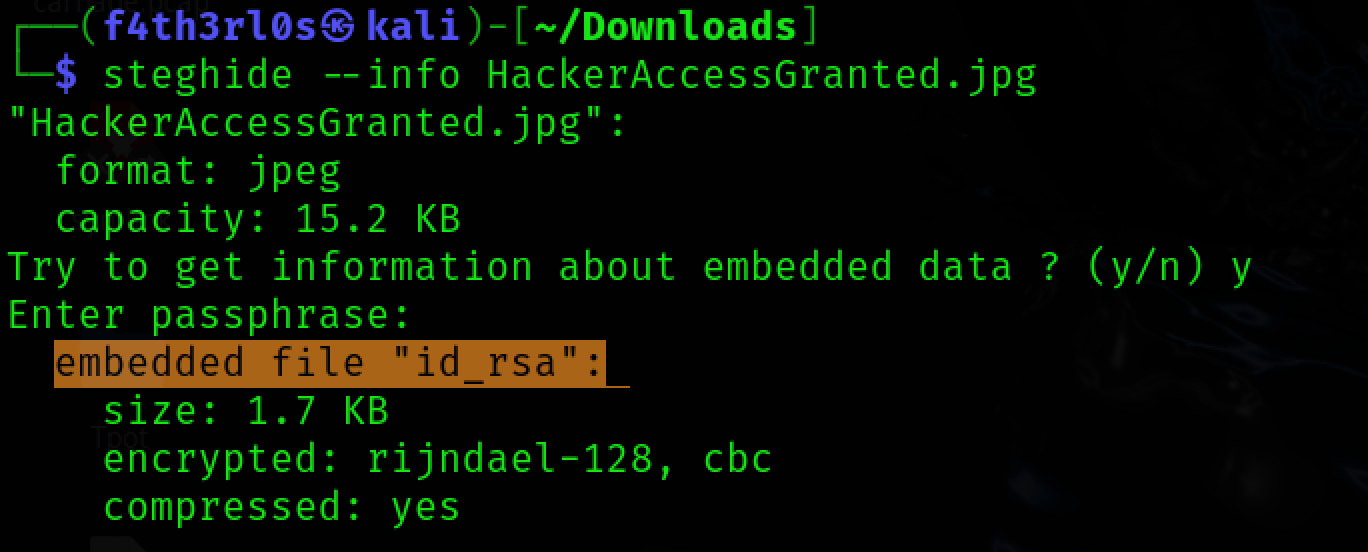 ┌──(f4th3rl0s㉿kali)-[~/Downloads]
└─$ steghide --info HackerAccessGranted.jpg
"HackerAccessGranted.jpg":
  format: jpeg
  capacity: 15.2 KB
Try to get information about embedded data ? (y/n) y
Enter passphrase:
  embedded file "id_rsa":
    size: 1.7 KB
    encrypted: rijndael-128, cbc
    compressed: yes